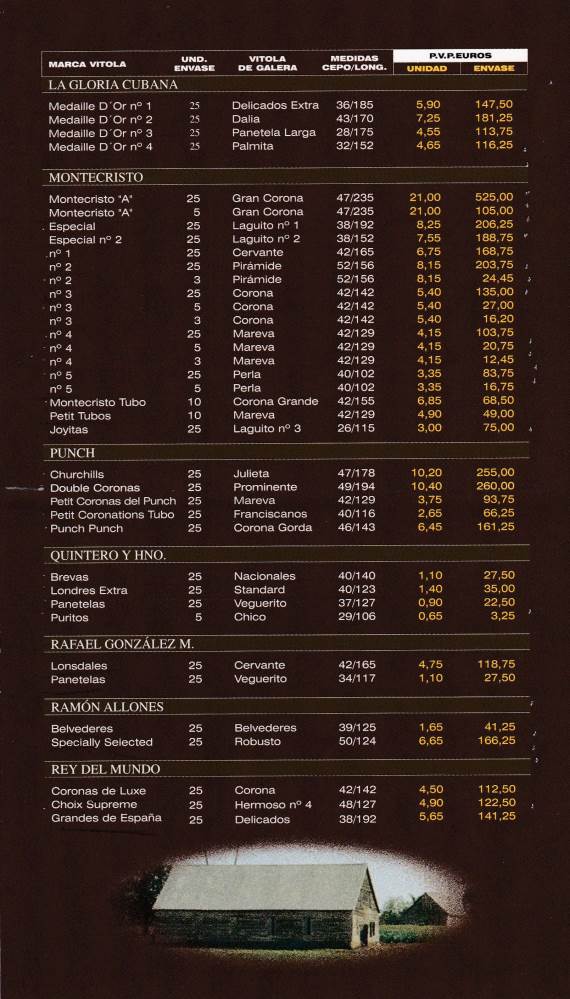 MARCA VITOLA UND. ENVASE VITOLA DE GALERA MEDIDAS CEPO/LONG. P.V.P.EUROS UNIDAD ENVASE
LA GLORIA CUBANA
Medaille D´Or nº 1 25 Delicados Extra 36/185 5,90 147,50
Medaille D´Or nº 2 25 Dalia 43/170 7,25 181,25
Medaille D´Or nº 3 25 Panetela Larga 28/175 4,55 113,75
Medaille D´Or nº 4 25 Palmita 32/152 4,65 116,25
MONTECRISTO
Montecristo "A" 25 Gran Corona 47/235 21,00 525,00
Montecristo "A" 5 Gran Corona 47/235 21,00 105,00
Especial 25 Laguito nº 1 38/192 8,25 206,25
Especial nº 2 25 Laguito nº 2 38/152 7,55 188,75
nº 1 25 Cervante 42/165 6,75 168,75
nº 2 25 Pirámide 52/156 8,15 203,75
nº 2 3 Pirámide 52/156 8,15 24,45
nº 3 25 Corona 42/142 5,40 135,00
nº 3 5 Corona 42/142 5,40 27,00
nº 3 3 Corona 42/142 5,40 16,20
nº 4 25 Mareva 42/129 4,15 103,75
nº 4 5 Mareva 42/129 4,15 20,75
nº 4 3 Mareva 42/129 4,15 12,45
nº 5 25 Perla 40/102 3,35 83,75
nº 5 5 Perla 40/102 3,35 16,75
Montecristo Tubo 10 Corona Grande 42/155 6,85 68,50
Petit Tubos 10 Mareva 42/129 4,90 49,00
Joyitas 25 Laguito nº 3 26/115 3,00 75,00
PUNCH
Churchills 25 Julieta 47/178 10,20 255,00
Double Coronas 25 Prominente 49/194 10,40 260,00
Petit Coronas del Punch 25 Mareva 42/129 3,75 93,75
Petit Coronations Tubo 25 Franciscanos 40/116 2,65 66,25
Punch Punch 25 Corona Gorda 46/143 6,45 161,25
QUINTERO Y HNO.
Brevas 25 Nacionales 40/140 1,10 27,50
Londres Extra 25 Standard 40/123 1,40 35,00
Panetelas 25 Veguerito 37/127 0,90 22,50
Puritos 5 Chico 29/106 0,65 3,25
RAFAEL GONZÁLEZ M.
Lonsdales 25 Cervante 42/165 4,75 118,75
Panetelas 25 Veguerito 34/117 1,10 27,50
RAMÓN ALLONES
Belvederes 25 Belvederes 39/125 1,65 41,25
Specially Selected 25 Robusto 50/124 6,65 166,25
REY DEL MUNDO
Coronas de Luxe 25 Corona 42/142 4,50 112,50
Choix Supreme 25 Hermoso nº 4 48/127 4,90 122,50
Grandes de España 25 Delicados 38/192 5,65 141,25